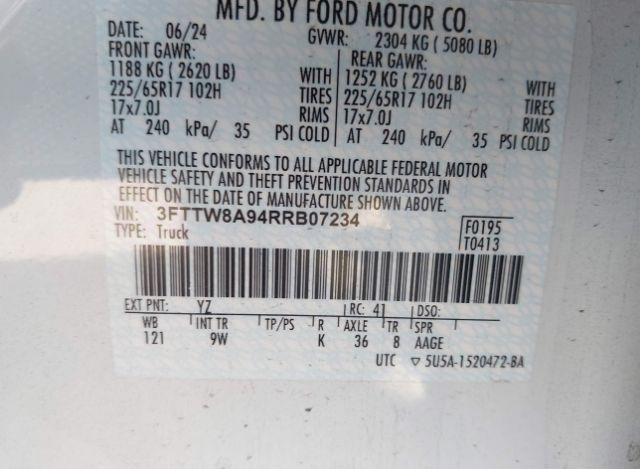 MFD. BY FORD MOTOR CO.
DATE: 06/24 GVWR: 2304 KG ( 5080 LB)
FRONT GAWR: REAR GAWR:
1188 KG ( 2620 LB) WITH 1252 KG ( 2760 LB) WITH
225/65R17 102H TIRES 225/65R17 102H TIRES
17x7.0J RIMS 17x7.0J RIMS
AT 240 kPa/ 35 PSI COLD AT 240 kPa/ 35 PSI COLD
THIS VEHICLE CONFORMS TO ALL APPLICABLE FEDERAL MOTOR
VEHICLE SAFETY AND THEFT PREVENTION STANDARDS IN
EFFECT ON THE DATE OF MANUFACTURE SHOWN ABOVE.
VIN: 3FTTW8A94RRB07234 F0195
TYPE: Truck T0413
EXT PNT: YZ RC: 41 DSO:
WB INT TR TP/PS R AXLE TR SPR
121 9W K 36 8 AAGE
UTC ▽ 5U5A-1520472-BA